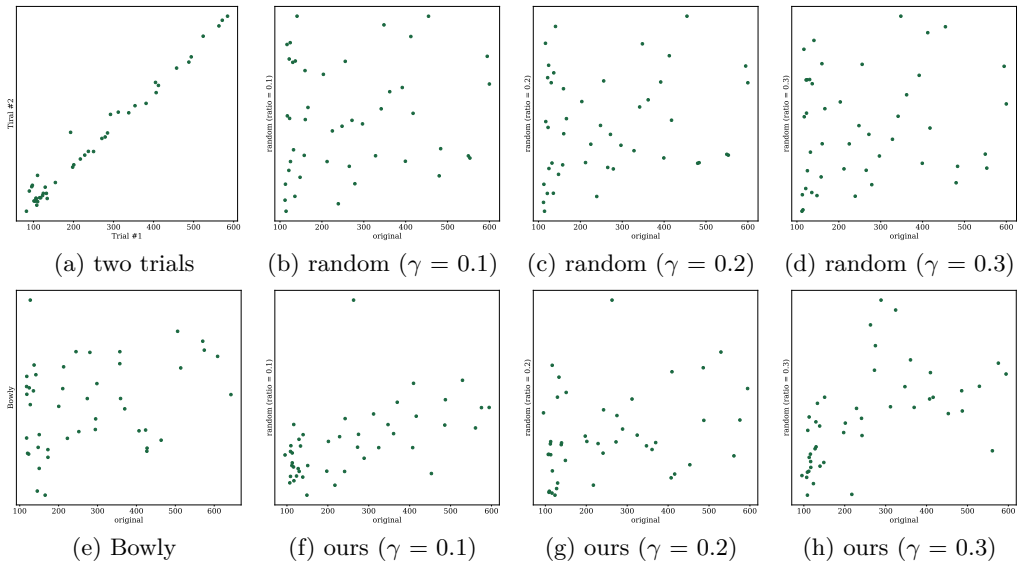 Tiral #2
100 200 300 400 500 600
Trial #1
(a) two trials
random (ratio = 0.1)
100 200 300 400 500 600
original
(b) random (γ = 0.1)
random (ratio = 0.2)
100 200 300 400 500 600
original
(c) random (γ = 0.2)
random (ratio = 0.3)
100 200 300 400 500 600
original
(d) random (γ = 0.3)
Bowly
100 200 300 400 500 600
original
(e) Bowly
random (ratio = 0.1)
100 200 300 400 500 600
original
(f) ours (γ = 0.1)
random (ratio = 0.2)
100 200 300 400 500 600
original
(g) ours (γ = 0.2)
random (ratio = 0.3)
100 200 300 400 500 600
original
(h) ours (γ = 0.3)